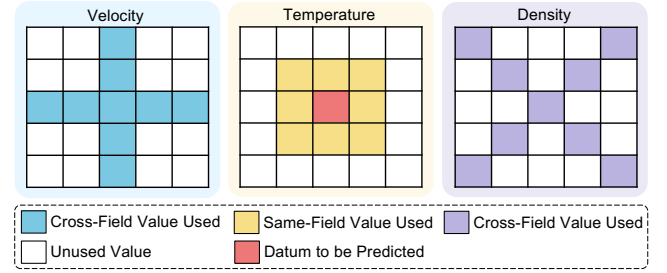 Velocity
Temperature
Density
Cross-Field Value Used
Same-Field Value Used
Cross-Field Value Used
Unused Value
Datum to be Predicted